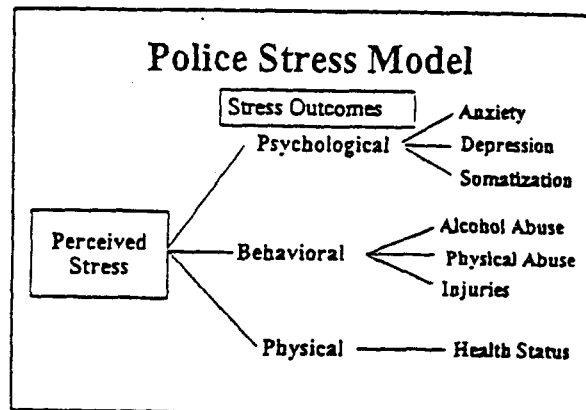 Police Stress Model
Stress Outcomes
Psychological
Anxiety
Depression
Somatization
Perceived
Stress
Behavioral
Alcohol Abuse
Physical Abuse
Injuries
Physical
Health Status